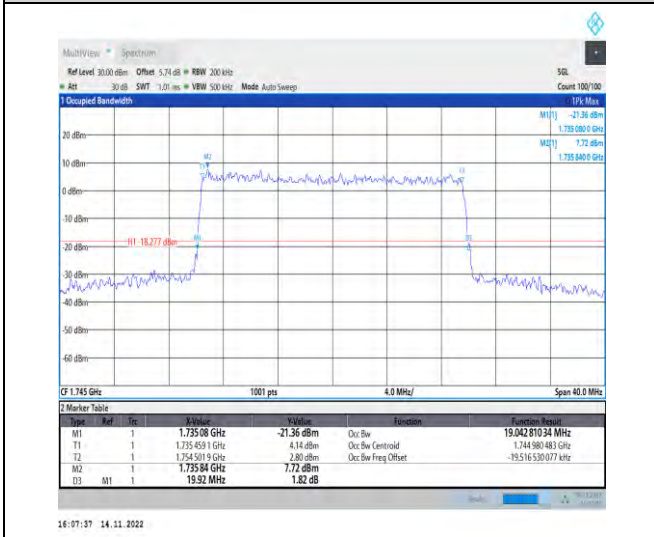 MultiView Spectrum
Ref Level 30.00 dBm Offset 5.74 dB RBW 200 kHz SGL
Att 30 dB SWT 1.01 ms VBW 500 kHz Mode Auto Sweep Count 100/100
1 Occupied Bandwidth 1Pk Max
M1[1] -21.36 dBm
1.735 080 0 GHz
M2[1] 7.72 dBm
1.735 840 0 GHz
20 dBm
10 dBm
0 dBm
-10 dBm
-20 dBm
-30 dBm
-40 dBm
-50 dBm
-60 dBm
M2
T1
T2
H1 -18.277 dBm
M1
D3
CF 1.745 GHz 1001 pts 4.0 MHz/ Span 40.0 MHz
2 Marker Table
Type Ref Trc X-Value Y-Value Function Function Result
M1 1 1.735 08 GHz -21.36 dBm Occ Bw 19.042 810 34 MHz
T1 1 1.735 459 1 GHz 4.14 dBm Occ Bw Centroid 1.744 980 483 GHz
T2 1 1.754 501 9 GHz 2.80 dBm Occ Bw Freq Offset -19.516 530 077 kHz
M2 1 1.735 84 GHz 7.72 dBm
D3 M1 1 19.92 MHz 1.82 dB
16:07:37 14.11.2022